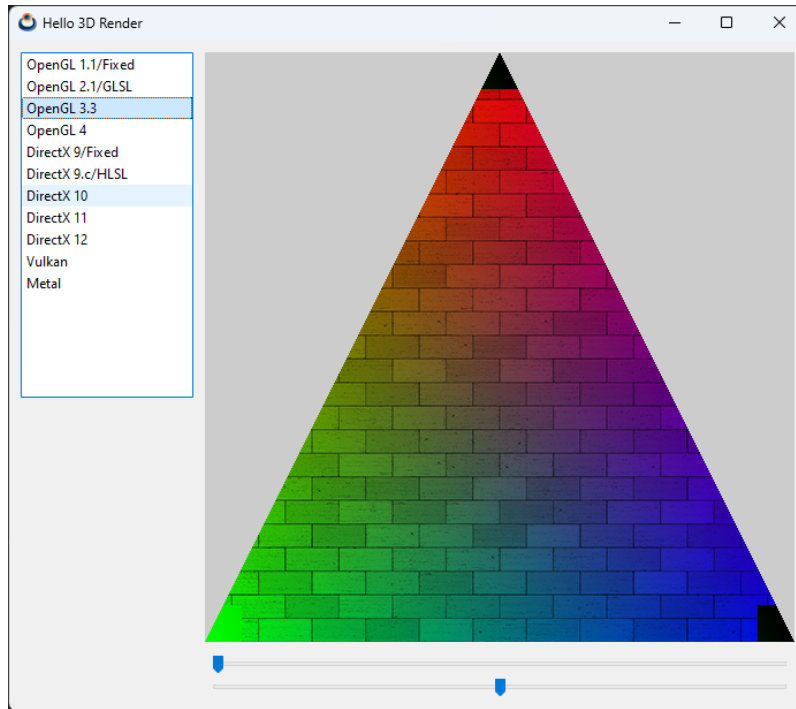 Hello 3D Render
OpenGL 1.1/Fixed
OpenGL 2.1/GLSL
OpenGL 3.3
OpenGL 4
DirectX 9/Fixed
DirectX 9.c/HLSL
DirectX 10
DirectX 11
DirectX 12
Vulkan
Metal